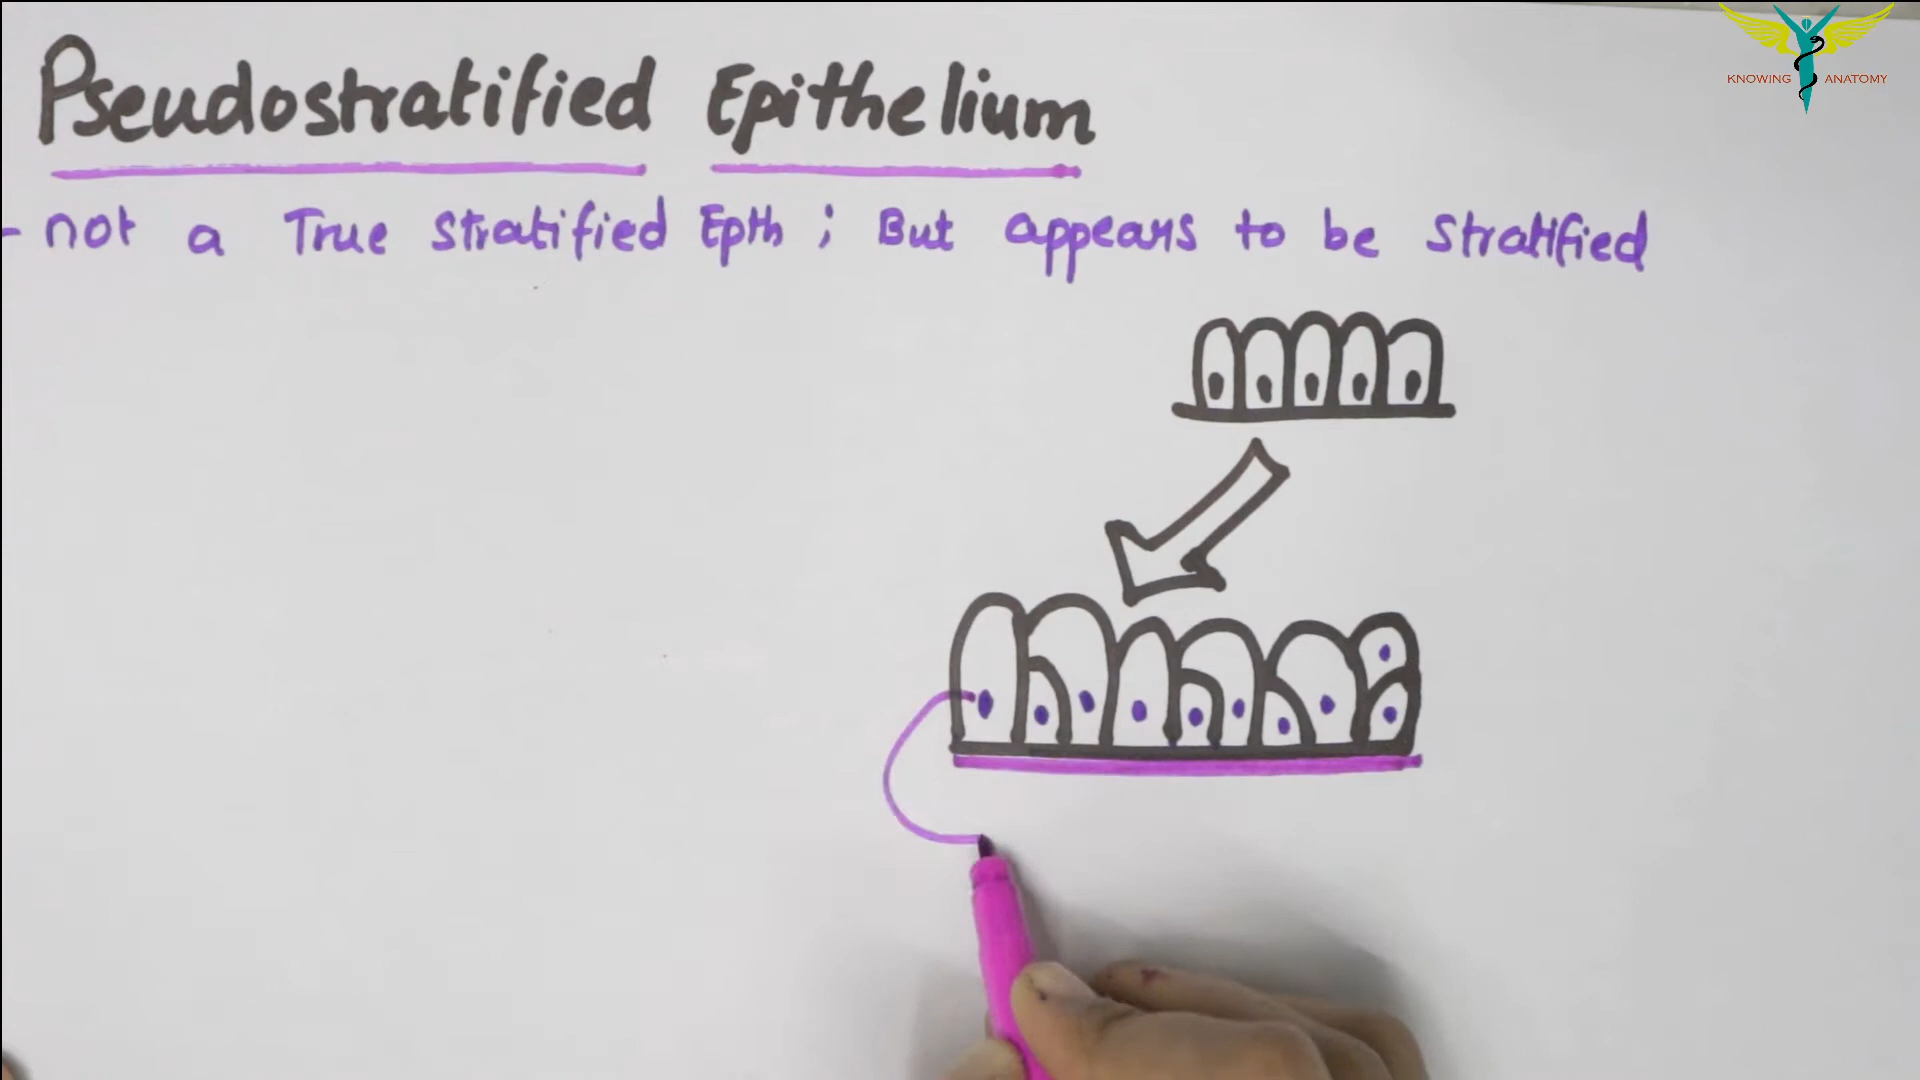 Pseudostratified Epithelium
- not a True stratified Epth ; But appears to be stratified
KNOWING ANATOMY